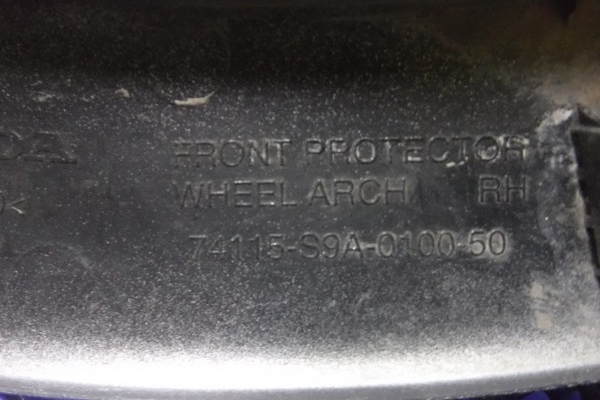 FRONT PROTECTOR
WHEEL ARCH RH
74115-S9A-0100-50